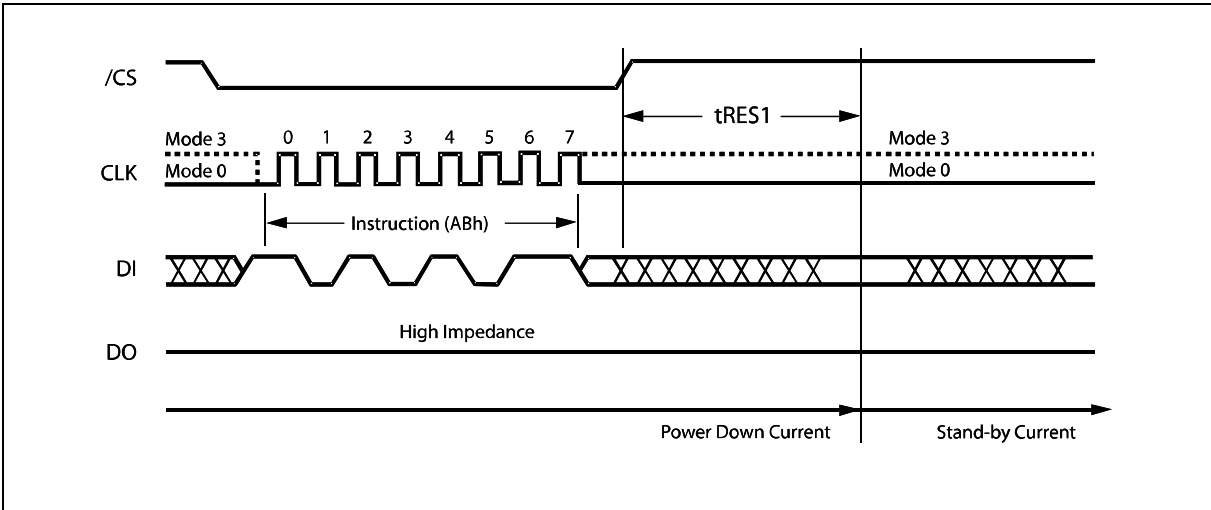 /CS
tRES1
Mode 3 0 1 2 3 4 5 6 7 Mode 3
CLK
Mode 0 Mode 0
Instruction (ABh)
DI
High Impedance
DO
Power Down Current Stand-by Current